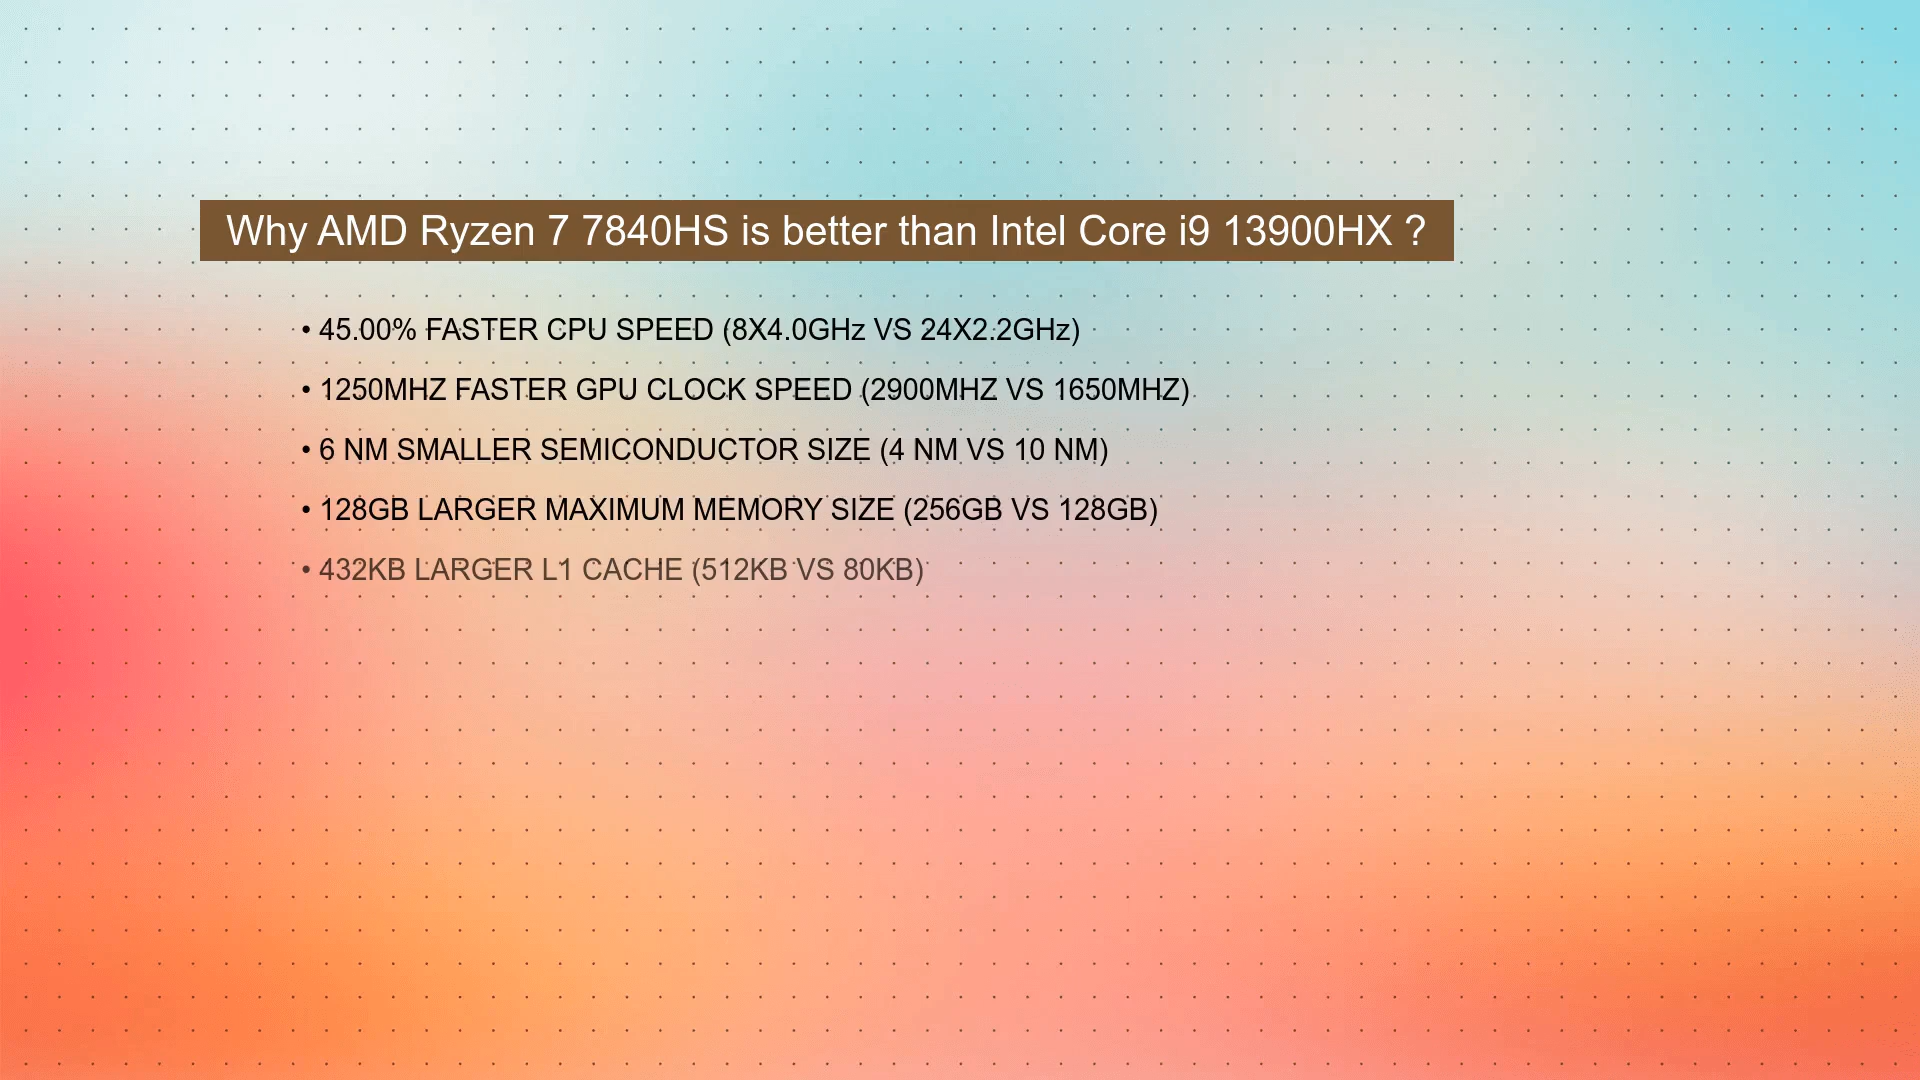 Why AMD Ryzen 7 7840HS is better than Intel Core i9 13900HX ?
• 45.00% FASTER CPU SPEED (8X4.0GHz VS 24X2.2GHz)
• 1250MHZ FASTER GPU CLOCK SPEED (2900MHZ VS 1650MHZ)
• 6 NM SMALLER SEMICONDUCTOR SIZE (4 NM VS 10 NM)
• 128GB LARGER MAXIMUM MEMORY SIZE (256GB VS 128GB)
• 432KB LARGER L1 CACHE (512KB VS 80KB)